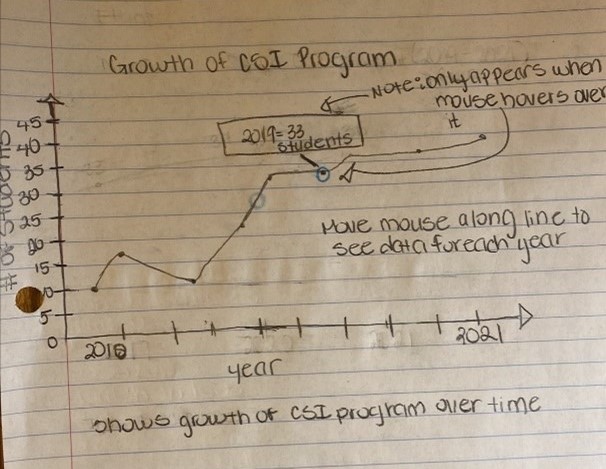 Growth of CSI Program
Note: only appears when
mouse hovers over
it
2019 = 33
students
Move mouse along line to
see data for each year
# of Students
45
40
35
30
25
20
15
5
0
2021
year
shows growth of CSI program over time